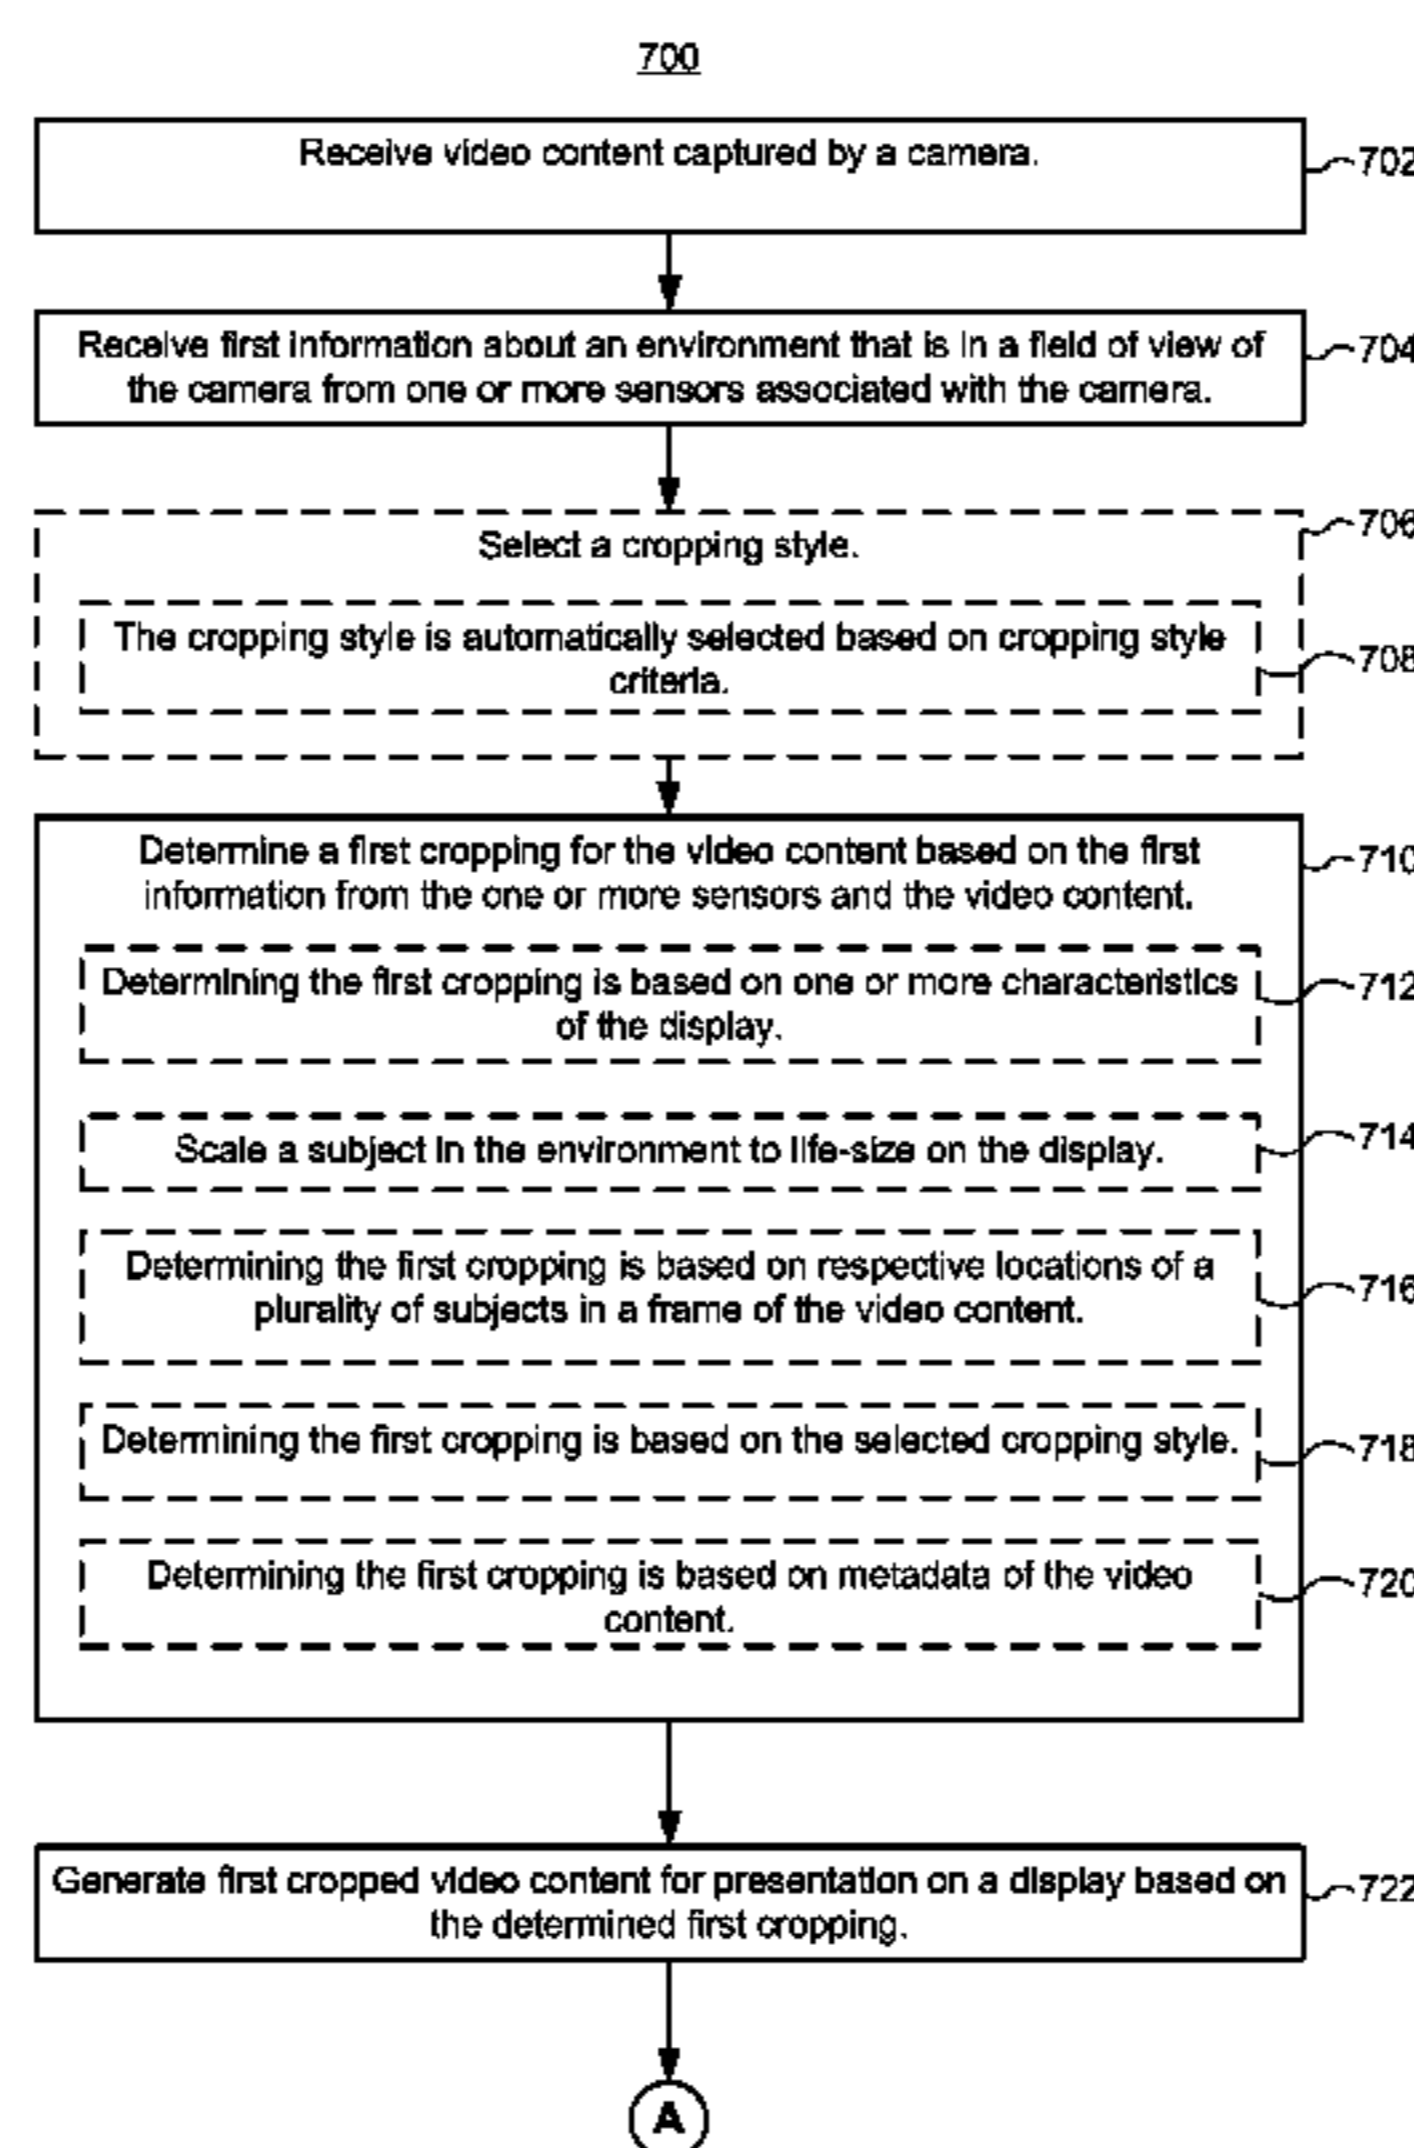 700
Receive video content captured by a camera.
702
Receive first information about an environment that is in a field of view of
the camera from one or more sensors associated with the camera.
704
Select a cropping style.
706
The cropping style is automatically selected based on cropping style
criteria.
708
Determine a first cropping for the video content based on the first
information from the one or more sensors and the video content.
710
Determining the first cropping is based on one or more characteristics
of the display.
712
Scale a subject in the environment to life-size on the display.
714
Determining the first cropping is based on respective locations of a
plurality of subjects in a frame of the video content.
716
Determining the first cropping is based on the selected cropping style.
718
Determining the first cropping is based on metadata of the video
content.
720
Generate first cropped video content for presentation on a display based on
the determined first cropping.
722
A